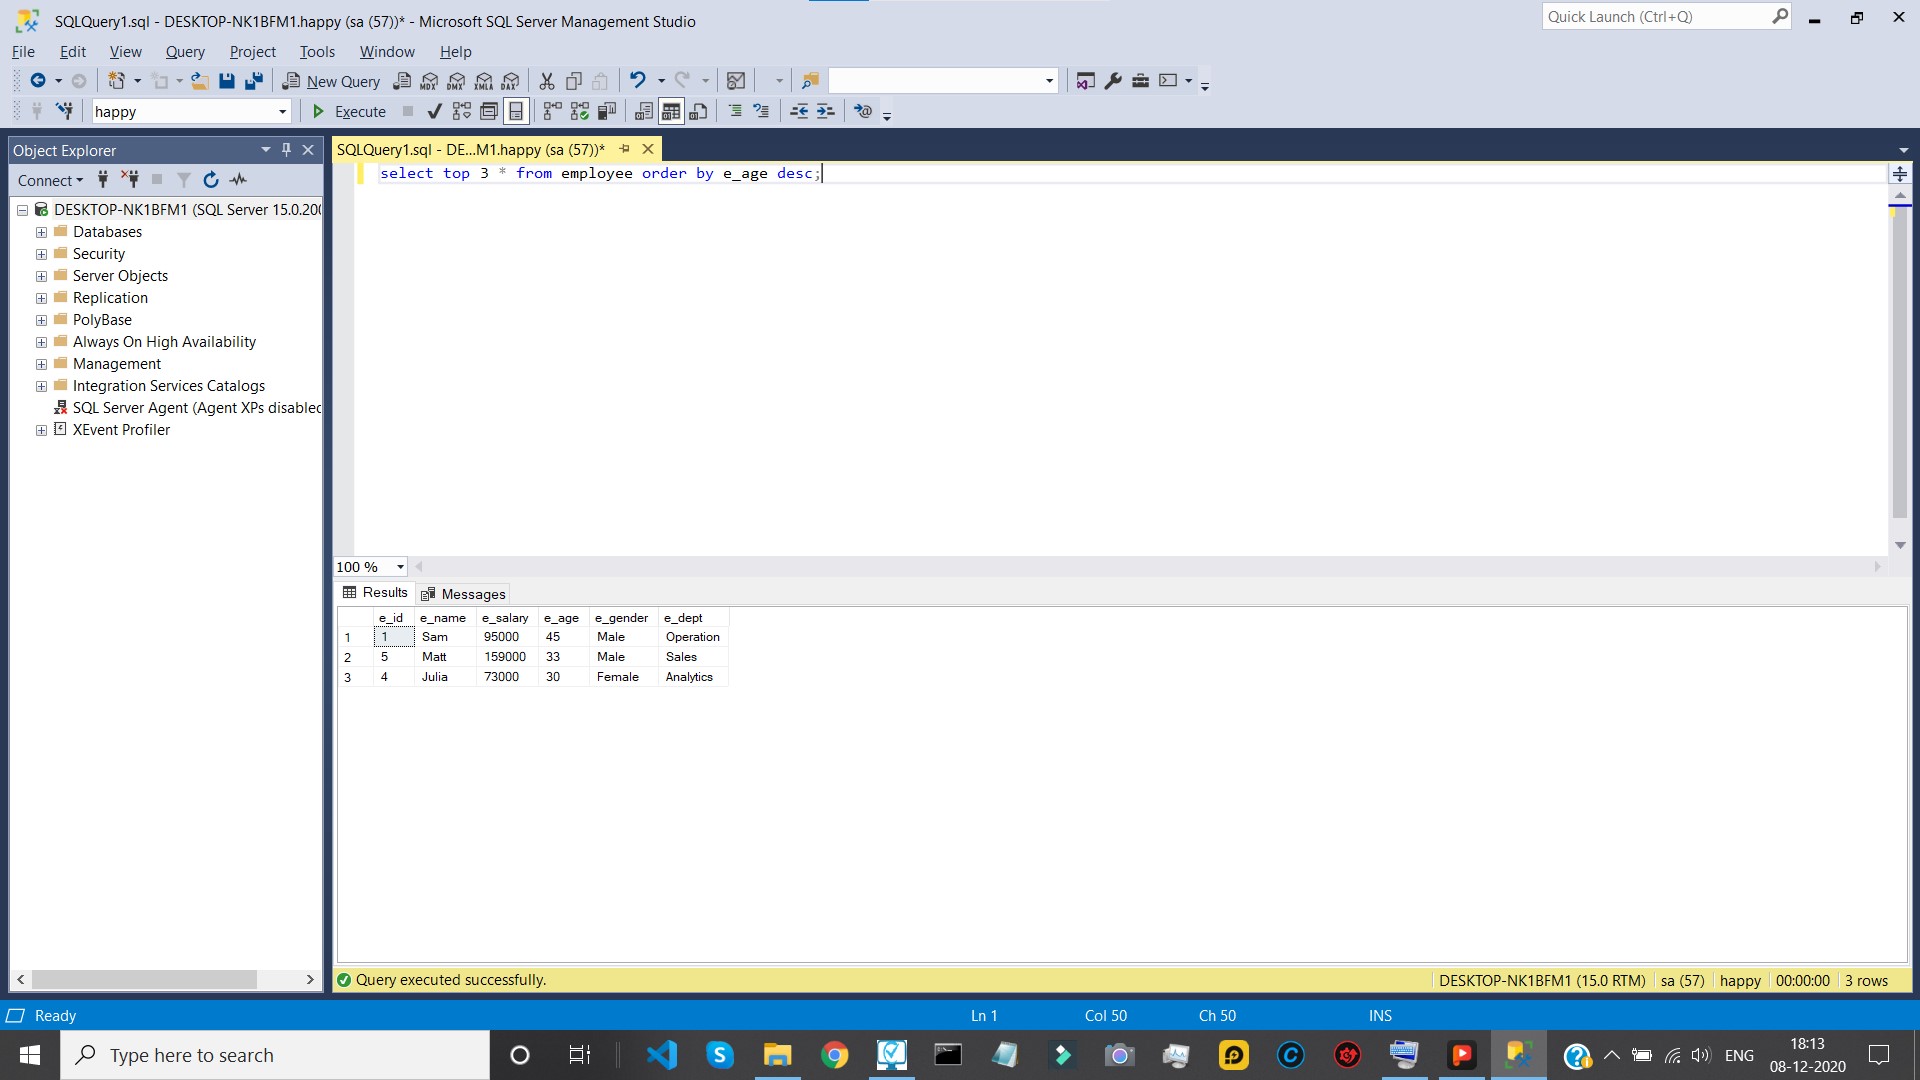 SQLQuery1.sql - DESKTOP-NK1BFM1.happy (sa (57))* - Microsoft SQL Server Management Studio
Quick Launch (Ctrl+Q)
File Edit View Query Project Tools Window Help
New Query MDX DMX XMLA DAX
happy Execute
Object Explorer
SQLQuery1.sql - DE...M1.happy (sa (57))*
Connect
select top 3 * from employee order by e_age desc;
DESKTOP-NK1BFM1 (SQL Server 15.0.200
Databases
Security
Server Objects
Replication
PolyBase
Always On High Availability
Management
Integration Services Catalogs
SQL Server Agent (Agent XPs disabled
XEvent Profiler
100 %
Results Messages
e_id e_name e_salary e_age e_gender e_dept
1 1 Sam 95000 45 Male Operation
2 5 Matt 159000 33 Male Sales
3 4 Julia 73000 30 Female Analytics
Query executed successfully.
DESKTOP-NK1BFM1 (15.0 RTM) sa (57) happy 00:00:00 3 rows
Ready Ln 1 Col 50 Ch 50 INS
Type here to search
ENG
18:13
08-12-2020